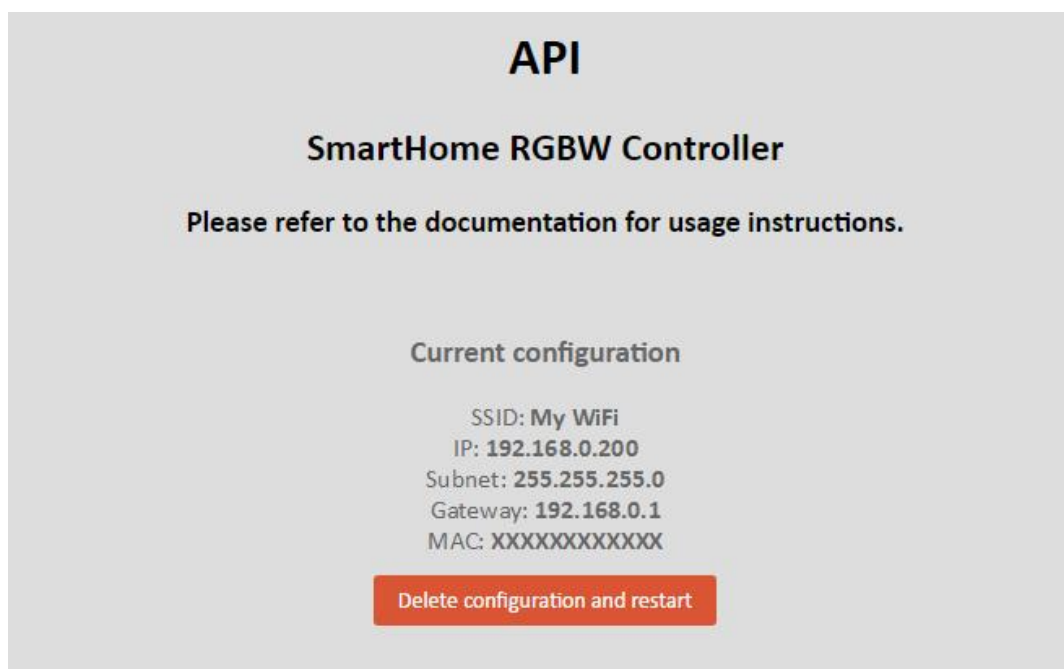 API
SmartHome RGBW Controller
Please refer to the documentation for usage instructions.
Current configuration
SSID: My WiFi
IP: 192.168.0.200
Subnet: 255.255.255.0
Gateway: 192.168.0.1
MAC: XXXXXXXXXXXX
Delete configuration and restart